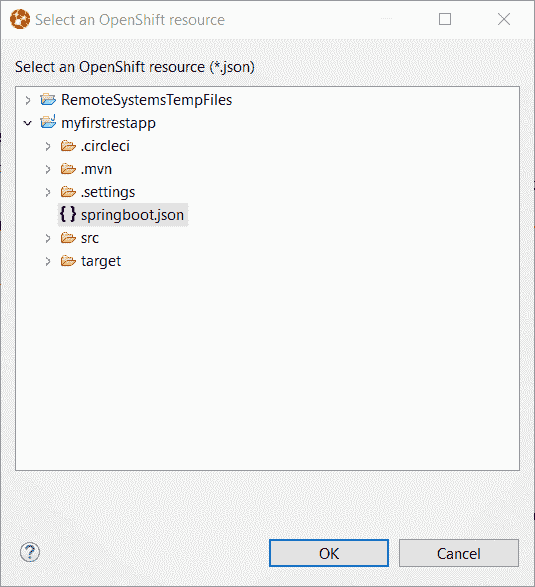 Select an OpenShift resource
Select an OpenShift resource (*.json)
RemoteSystemsTempFiles
myfirstrestapp
.circleci
.mvn
.settings
{ } springboot.json
src
target
?
OK
Cancel